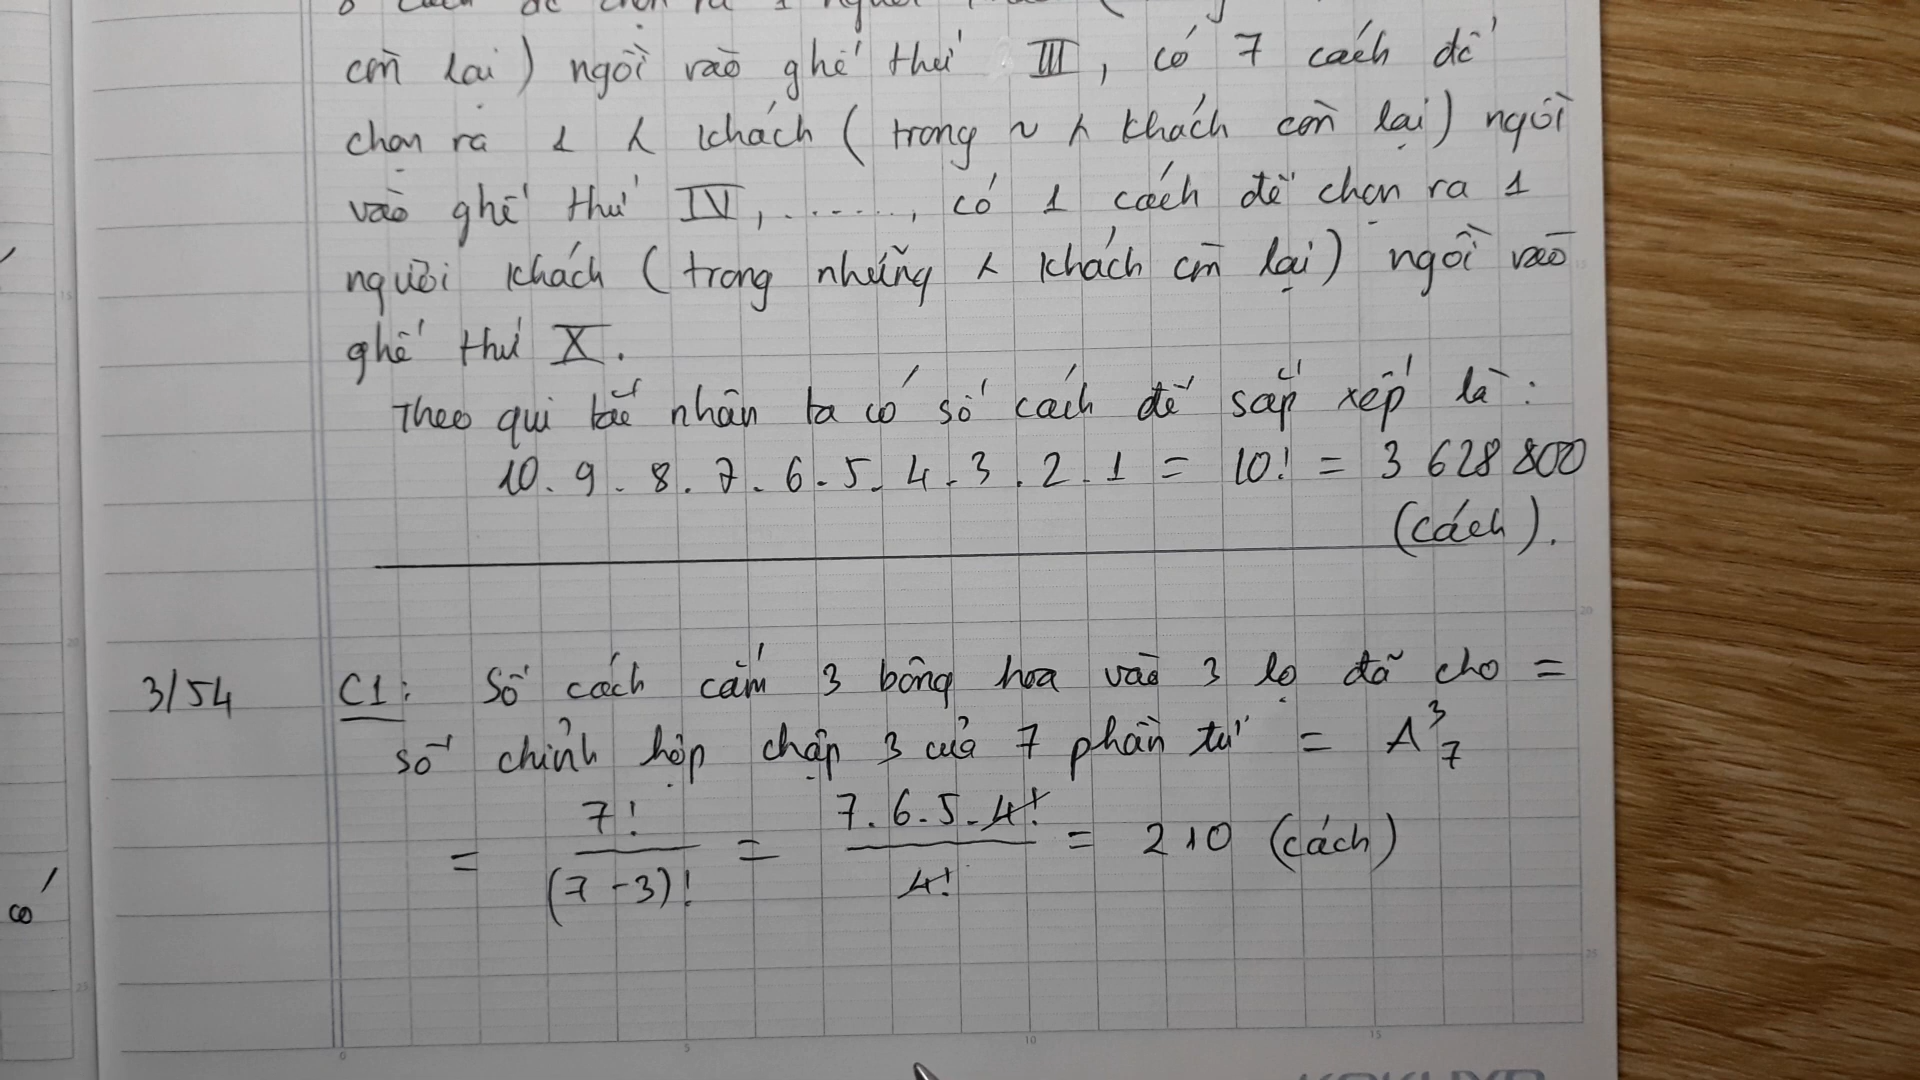 còn lại) ngồi vào ghế thứ III, có 7 cách để
chọn ra 1 λ khách (trong ~ λ khách còn lại) ngồi
vào ghế thứ IV, ......., có 1 cách để chọn ra 1
người khách (trong những λ khách còn lại) ngồi vào
ghế thứ X.
Theo qui tắc nhân ta có số cách để sắp xếp là:
10.9.8.7.6.5.4.3.2.1 = 10! = 3 628 800
(cách).
3/54 C1: Số cách cắm 3 bông hoa vào 3 lọ đã cho =
số chỉnh hợp chập 3 của 7 phần tử = A³₇
= 7!/(7-3)! = 7.6.5.4!/4! = 210 (cách)
có